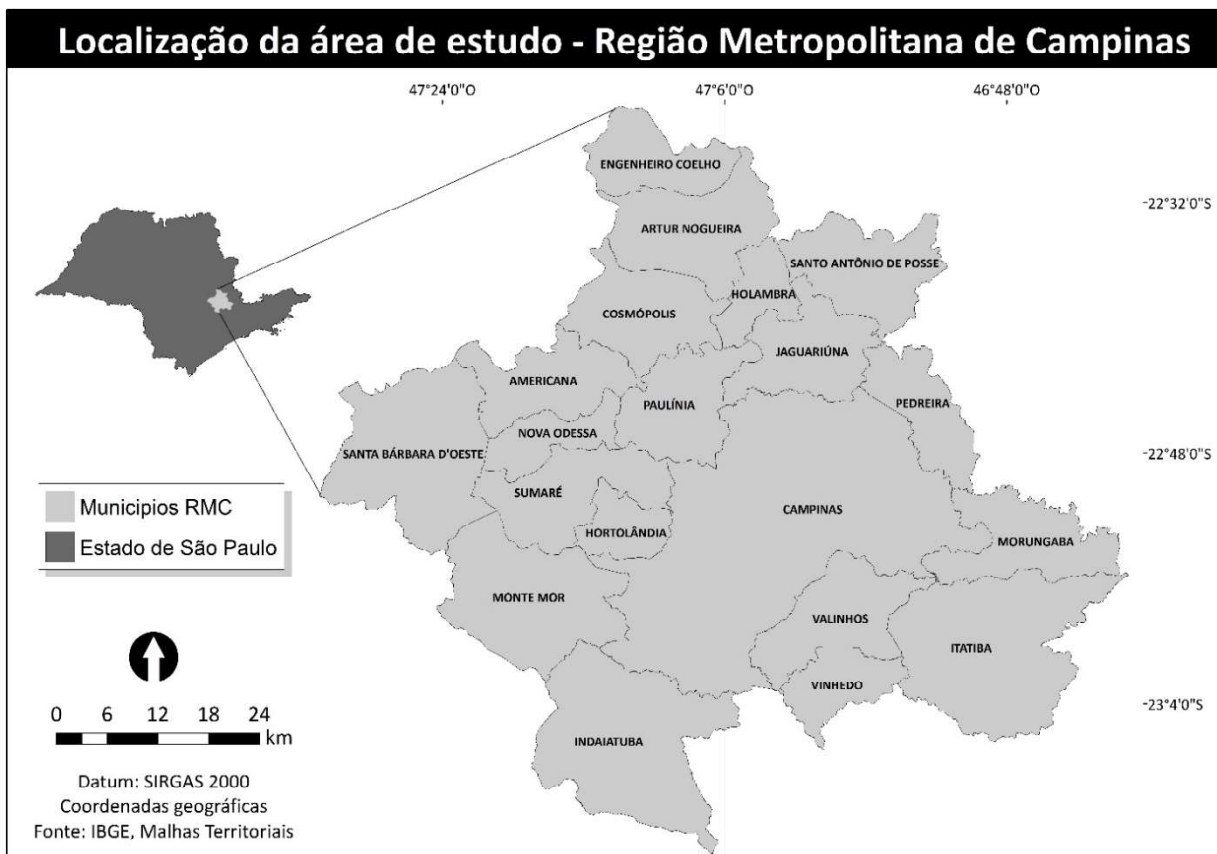 Localização da área de estudo - Região Metropolitana de Campinas
47°24'0"O
47°6'0"O
46°48'0"O
ENGENHEIRO COELHO
-22°32'0"S
ARTUR NOGUEIRA
SANTO ANTÔNIO DE POSSE
HOLAMBRA
COSMÓPOLIS
JAGUARIÚNA
AMERICANA
PAULÍNIA
PEDREIRA
NOVA ODESSA
SANTA BÁRBARA D'OESTE
-22°48'0"S
SUMARÉ
CAMPINAS
HORTOLÂNDIA
MORUNGABA
Municipios RMC
Estado de São Paulo
MONTE MOR
VALINHOS
ITATIBA
VINHEDO
-23°4'0"S
INDAIATUBA
0 6 12 18 24
km
Datum: SIRGAS 2000
Coordenadas geográficas
Fonte: IBGE, Malhas Territoriais